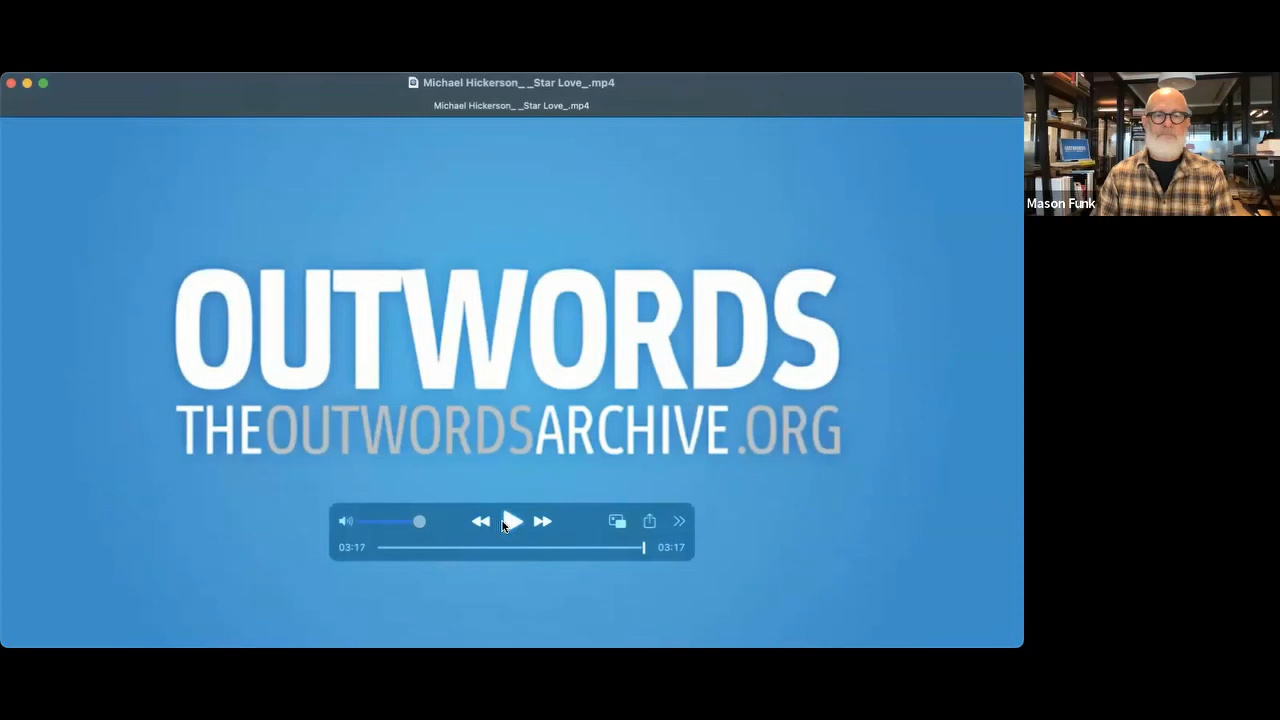 Michael Hickerson_ _Star Love_.mp4
Michael Hickerson_ _Star Love_.mp4
OUTWORDS
THEOUTWORDSARCHIVE.ORG
03:17
03:17
OUTWORDS
Mason Funk